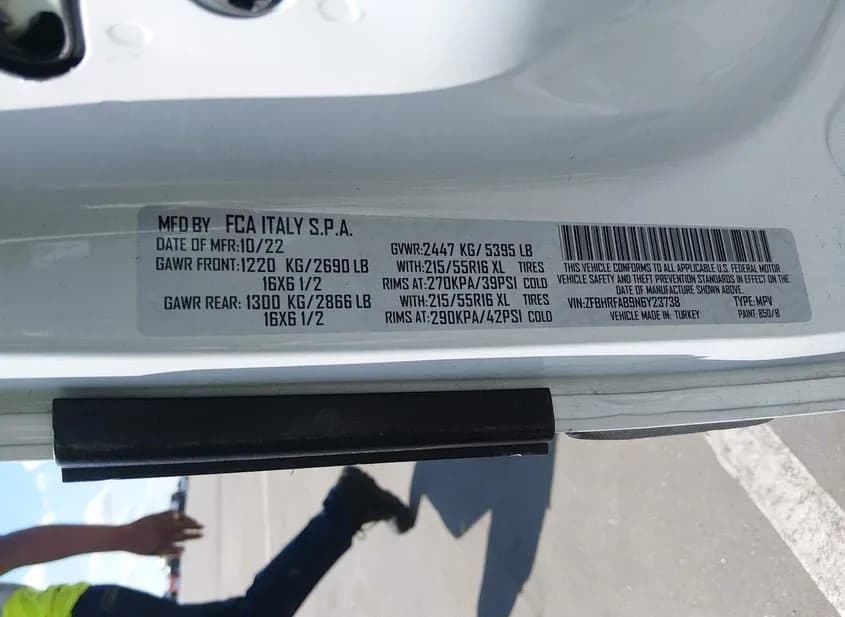 MFD BY FCA ITALY S.P.A.
DATE OF MFR:10/22
GAWR FRONT:1220 KG/2690 LB
16X6 1/2
GAWR REAR: 1300 KG/2866 LB
16X6 1/2
GVWR:2447 KG/5395 LB
WITH:215/55R16 XL TIRES
RIMS AT:270KPA/39PSI COLD
WITH:215/55R16 XL TIRES
RIMS AT:290KPA/42PSI COLD
THIS VEHICLE CONFORMS TO ALL APPLICABLE U.S. FEDERAL MOTOR
VEHICLE SAFETY AND THEFT PREVENTION STANDARDS IN EFFECT ON THE
DATE OF MANUFACTURE SHOWN ABOVE.
VIN:ZFBHRFAB9N6Y23738 TYPE:MPV
VEHICLE MADE IN: TURKEY PAINT: 850/B